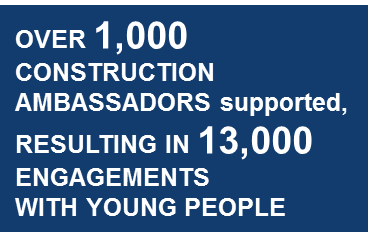 OVER 1,000
CONSTRUCTION
AMBASSADORS supported,
RESULTING IN 13,000
ENGAGEMENTS
WITH YOUNG PEOPLE